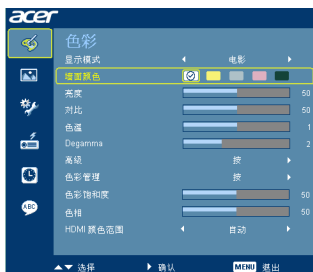 acer
色彩
显示模式 电影
墙面颜色
亮度 50
对比 50
色温 1
Degamma 2
高级 按
色彩管理 按
色彩饱和度 50
色相 50
HDMI 颜色范围 自动
ABC
选择 确认 MENU 退出